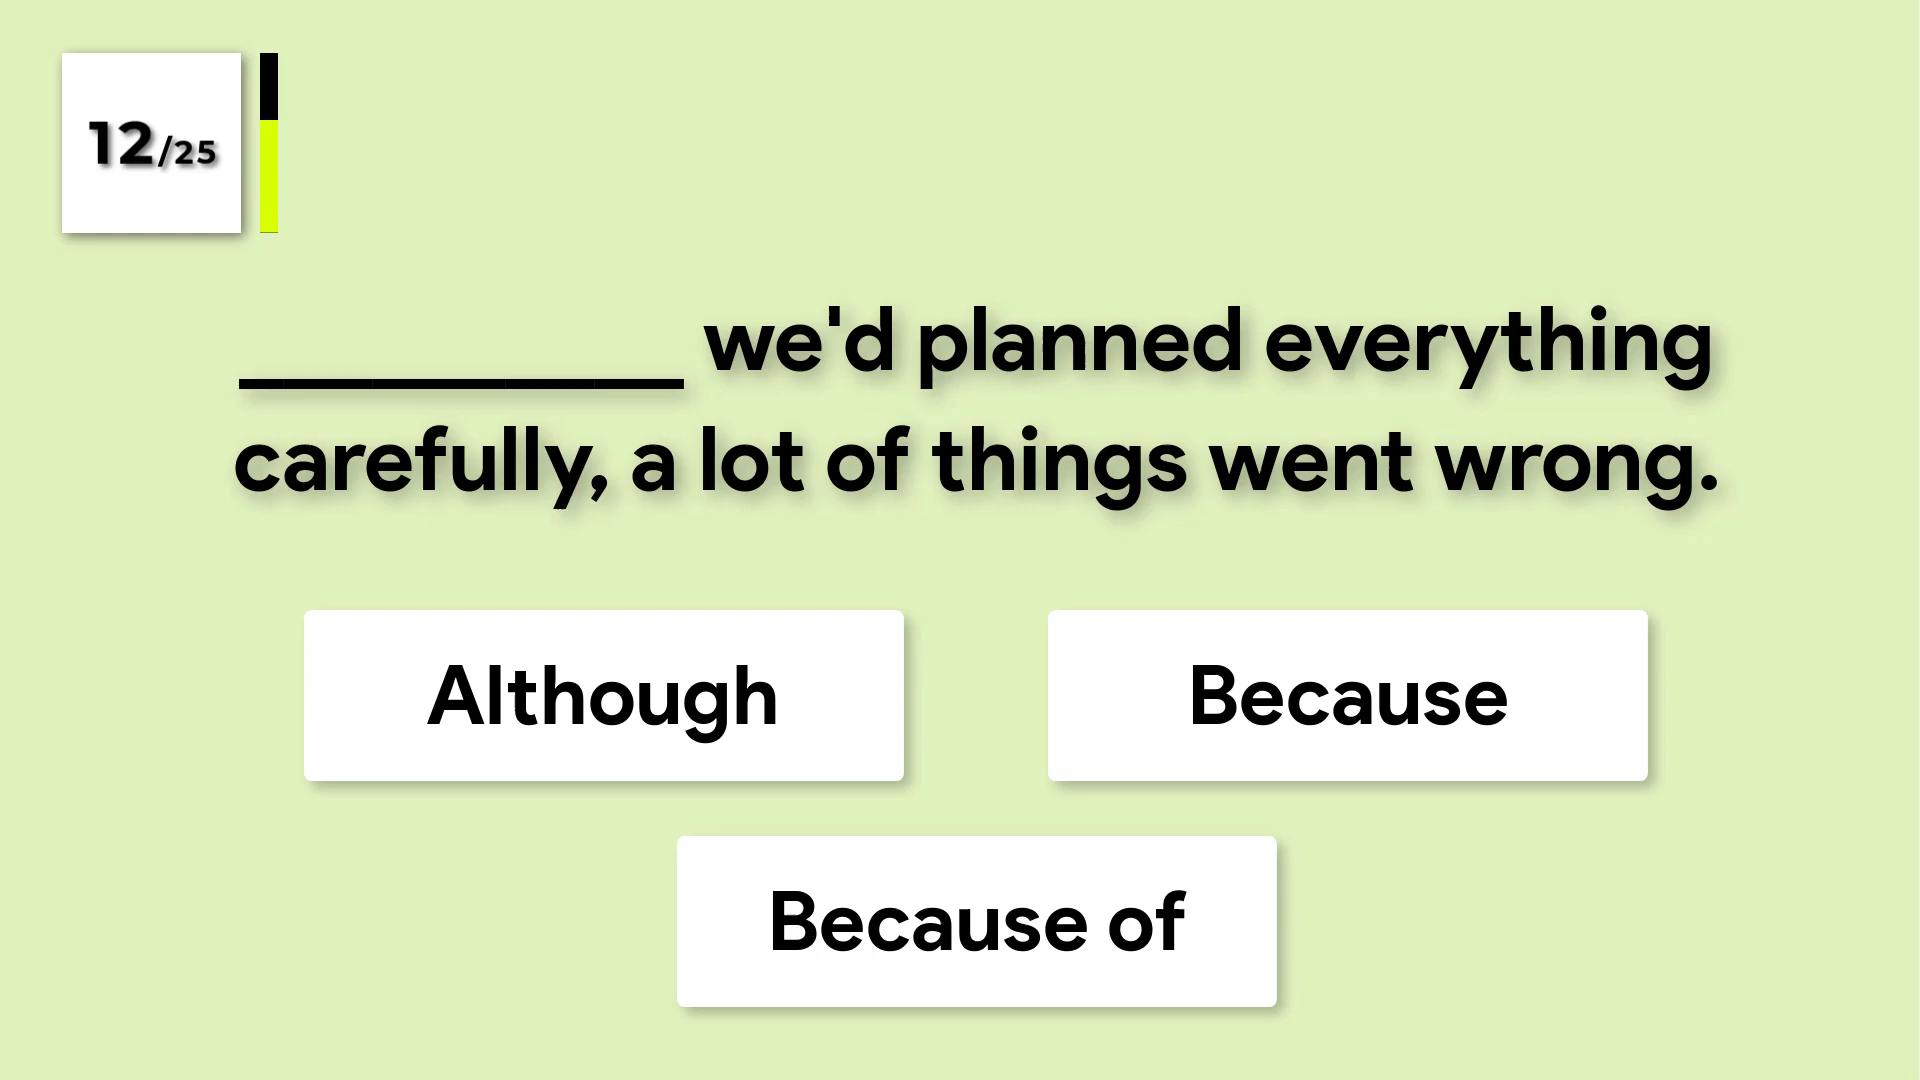 12/25
__________ we'd planned everything
carefully, a lot of things went wrong.
Although
Because
Because of